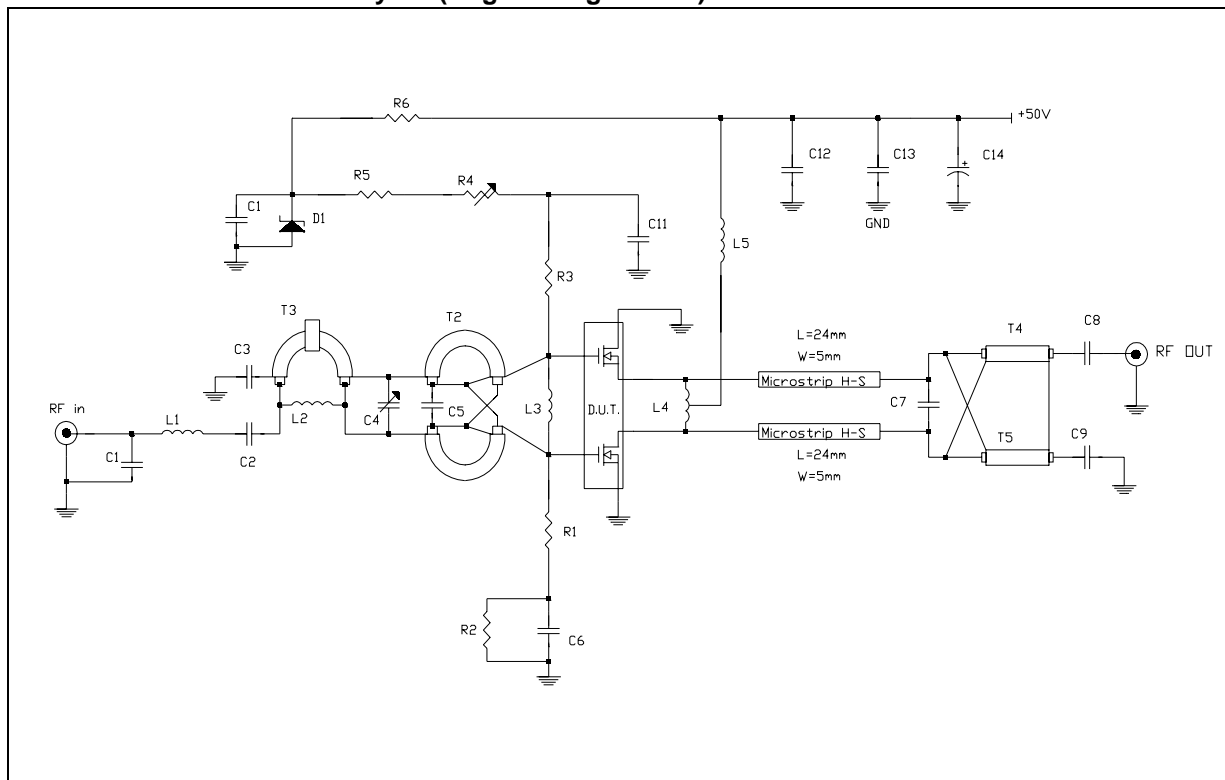 R6
+50V
C12
C13
C14
GND
R5
R4
C1
D1
C11
L5
R3
T3
T2
L=24mm
W=5mm
T4
C8
RF OUT
C3
Microstrip H-S
RF in
L1
L2
C4
C5
L3
D.U.T.
L4
C7
C1
C2
Microstrip H-S
T5
C9
L=24mm
W=5mm
R1
R2
C6